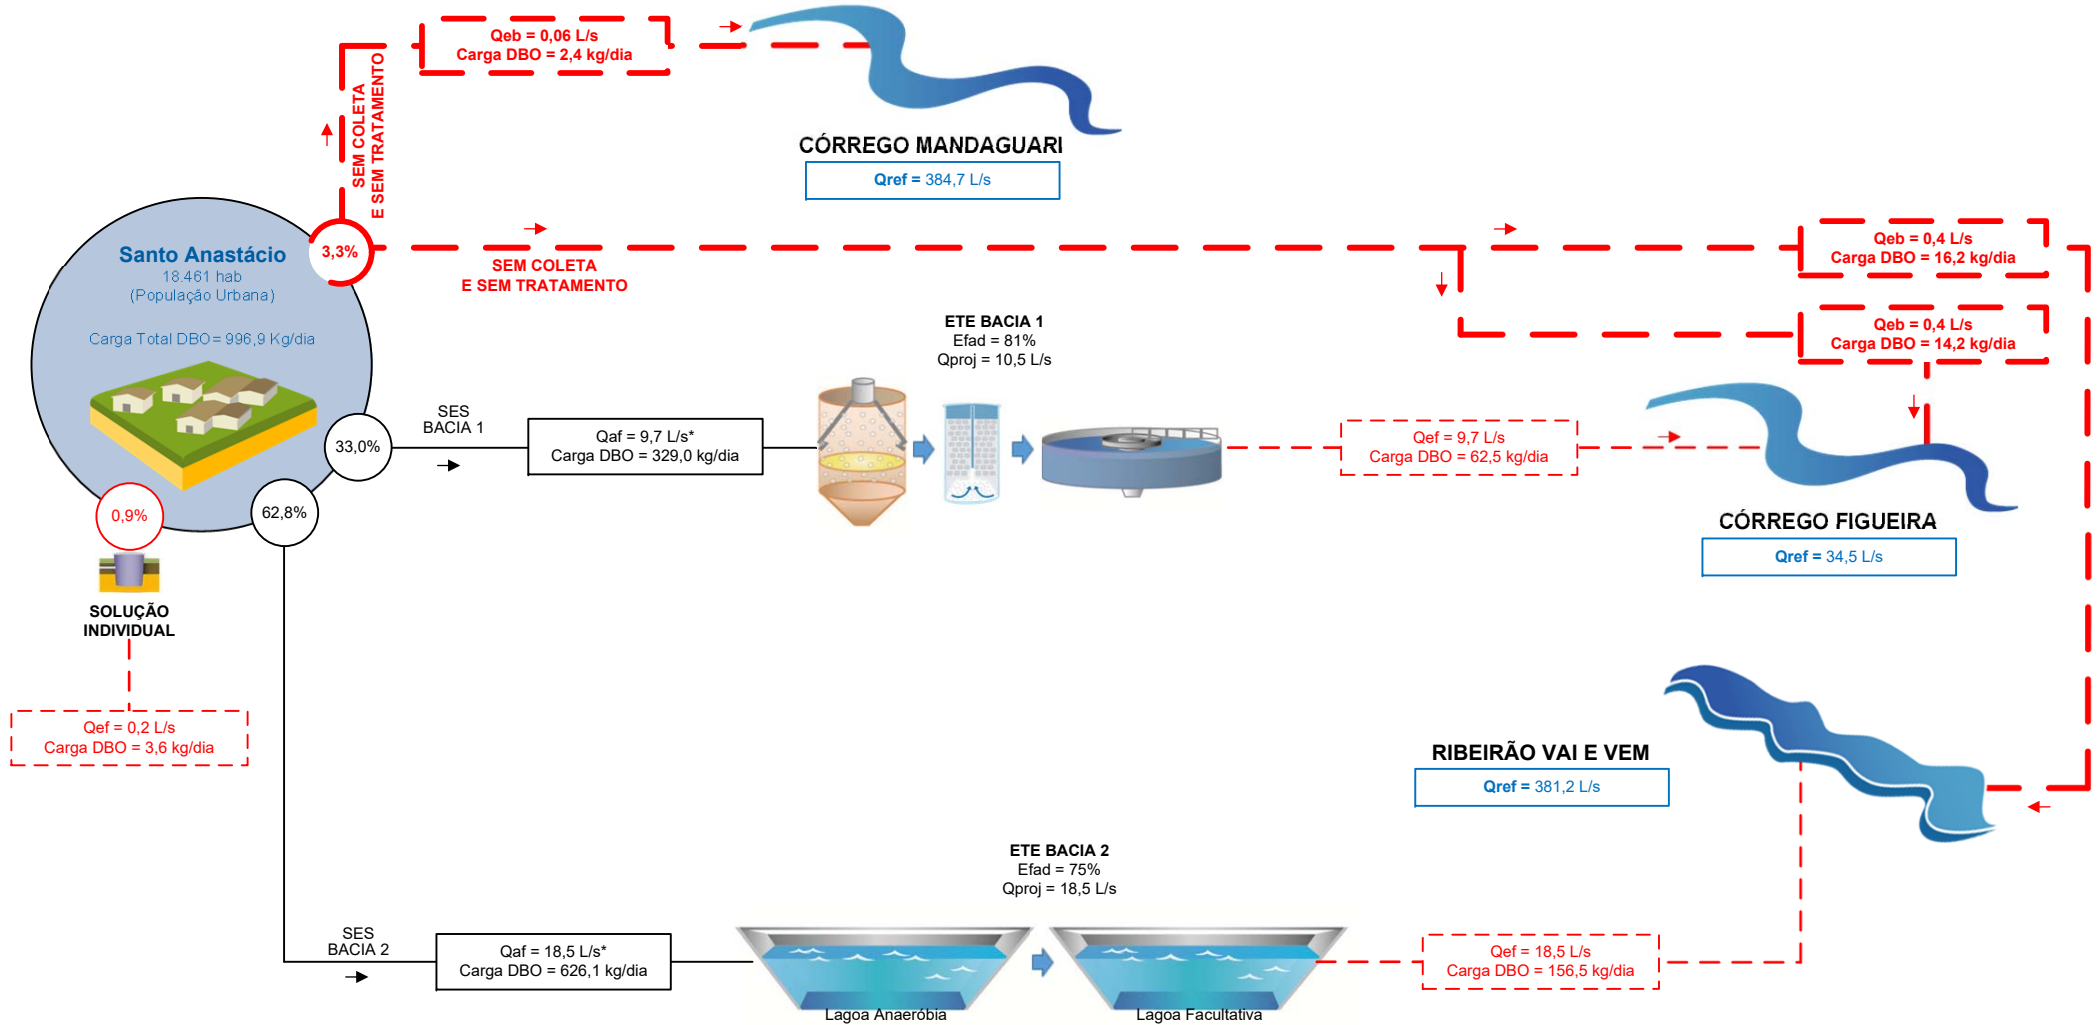 Qeb = 0,06 L/s
Carga DBO = 2,4 kg/dia
SEM COLETA
E SEM TRATAMENTO
CÓRREGO MANDAGUARI
Qref = 384,7 L/s
Santo Anastácio
18.461 hab
(População Urbana)
Carga Total DBO= 996,9 Kg/dia
3,3%
SEM COLETA
E SEM TRATAMENTO
Qeb = 0,4 L/s
Carga DBO = 16,2 kg/dia
Qeb = 0,4 L/s
Carga DBO = 14,2 kg/dia
ETE BACIA 1
Efad = 81%
Qproj = 10,5 L/s
33,0%
SES
BACIA 1
Qaf = 9,7 L/s*
Carga DBO = 329,0 kg/dia
Qef = 9,7 L/s
Carga DBO = 62,5 kg/dia
CÓRREGO FIGUEIRA
Qref = 34,5 L/s
0,9%
62,8%
SOLUÇÃO
INDIVIDUAL
Qef = 0,2 L/s
Carga DBO = 3,6 kg/dia
RIBEIRÃO VAI E VEM
Qref = 381,2 L/s
ETE BACIA 2
Efad = 75%
Qproj = 18,5 L/s
SES
BACIA 2
Qaf = 18,5 L/s*
Carga DBO = 626,1 kg/dia
Lagoa Anaeróbia
Lagoa Facultativa
Qef = 18,5 L/s
Carga DBO = 156,5 kg/dia